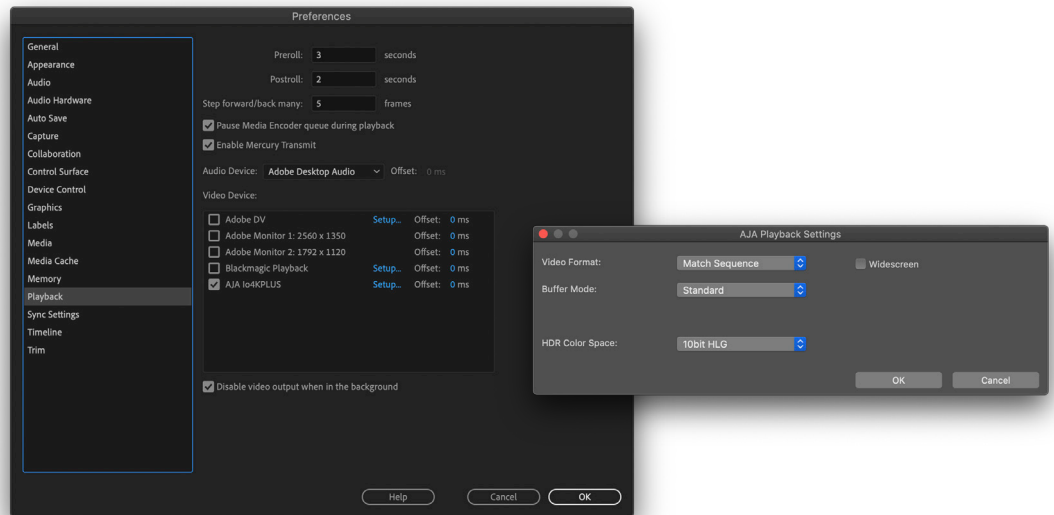 Preferences
General
Appearance
Audio
Audio Hardware
Auto Save
Capture
Collaboration
Control Surface
Device Control
Graphics
Labels
Media
Media Cache
Memory
Playback
Sync Settings
Timeline
Trim
Preroll: 3 seconds
Postroll: 2 seconds
Step forward/back many: 5 frames
Pause Media Encoder queue during playback
Enable Mercury Transmit
Audio Device: Adobe Desktop Audio Offset: 0 ms
Video Device:
Adobe DV Setup... Offset: 0 ms
Adobe Monitor 1: 2560 x 1350 Offset: 0 ms
Adobe Monitor 2: 1792 x 1120 Offset: 0 ms
Blackmagic Playback Setup... Offset: 0 ms
AJA Io4KPLUS Setup... Offset: 0 ms
Disable video output when in the background
Help Cancel OK
AJA Playback Settings
Video Format: Match Sequence Widescreen
Buffer Mode: Standard
HDR Color Space: 10bit HLG
OK Cancel